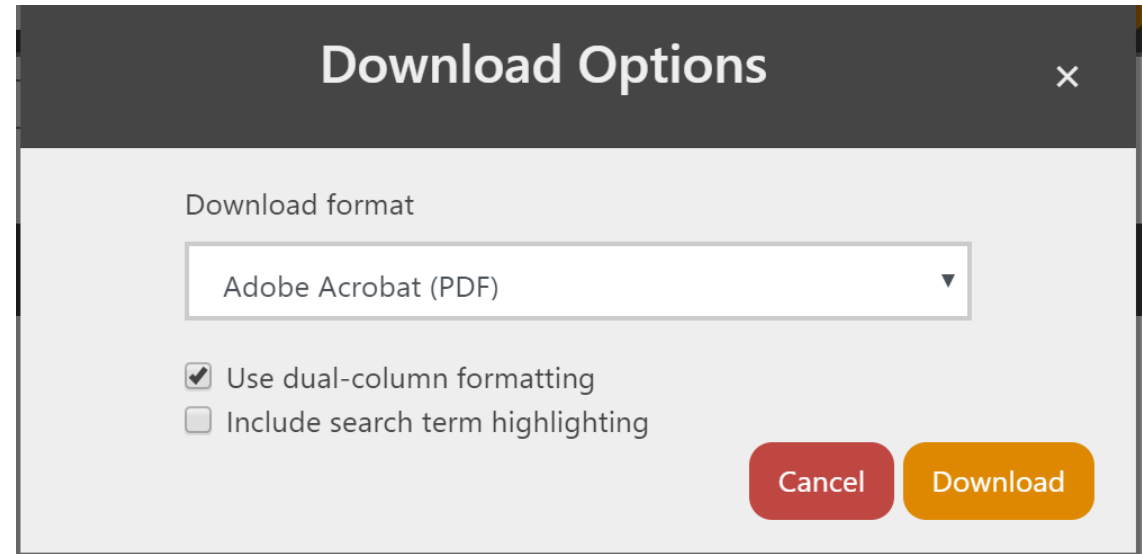 Download Options
×
Download format
Adobe Acrobat (PDF)
Use dual-column formatting
Include search term highlighting
Cancel Download